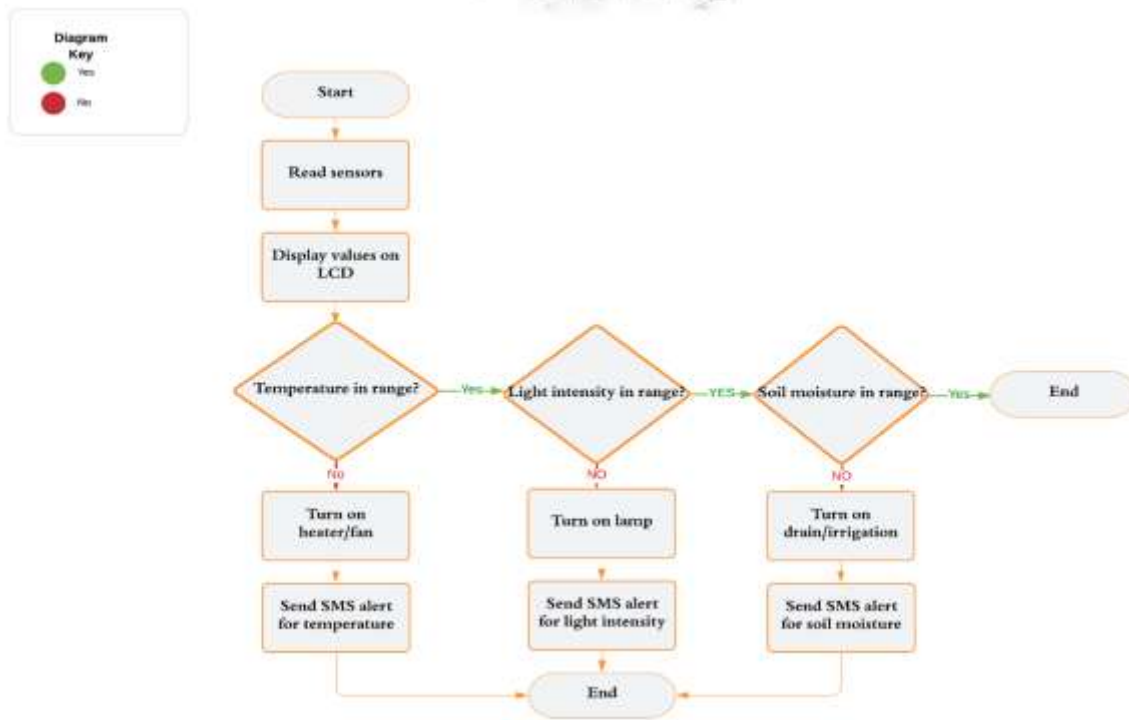 Diagram
Key
Yes
No
Start
Read sensors
Display values on
LCD
Temperature in range?
Yes
Light intensity in range?
YES
Soil moisture in range?
Yes
End
No
NO
NO
Turn on
heater/fan
Turn on lamp
Turn on
drain/irrigation
Send SMS alert
for temperature
Send SMS alert
for light intensity
Send SMS alert
for soil moisture
End